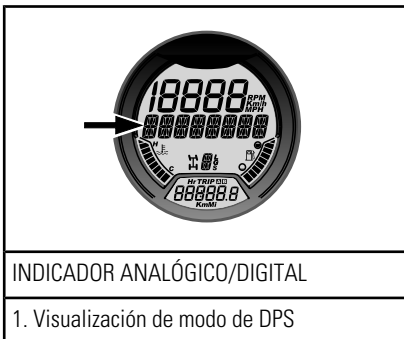 18888 RPM
Km/h
MPH
H
C
Hr TRIP A B
88888.8
KmMi
INDICADOR ANALÓGICO/DIGITAL
1. Visualización de modo de DPS